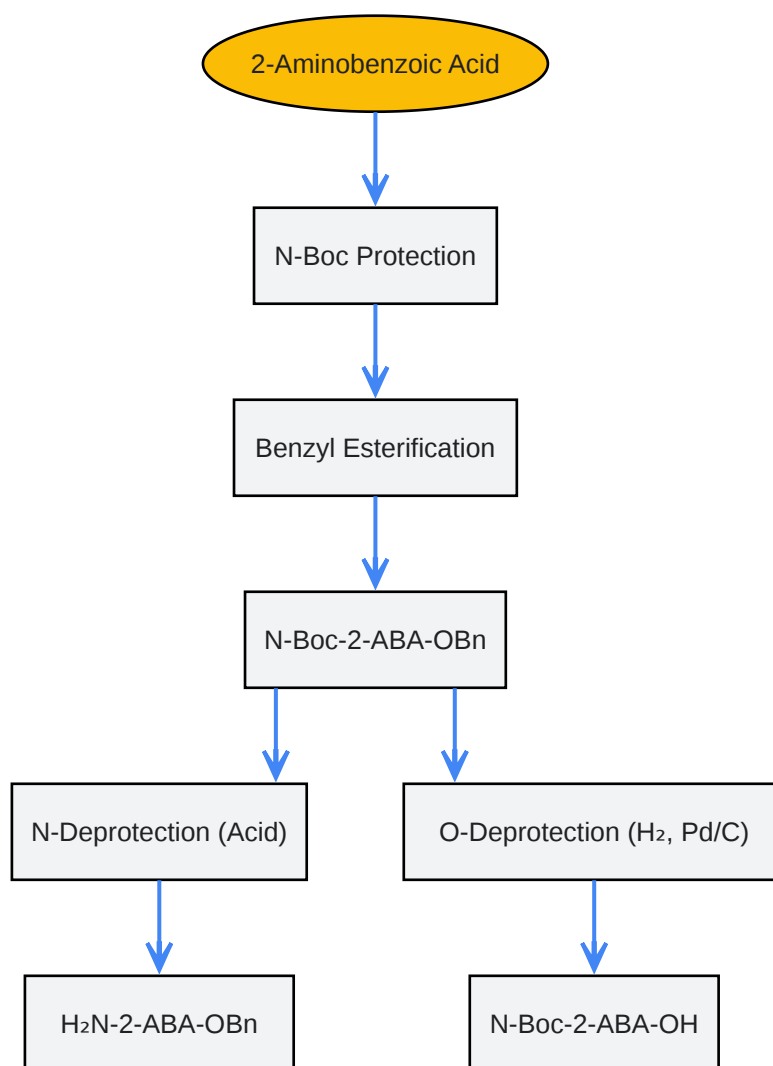 2-Aminobenzoic Acid
N-Boc Protection
Benzyl Esterification
N-Boc-2-ABA-OBn
N-Deprotection (Acid)
O-Deprotection (H₂, Pd/C)
H₂N-2-ABA-OBn
N-Boc-2-ABA-OH